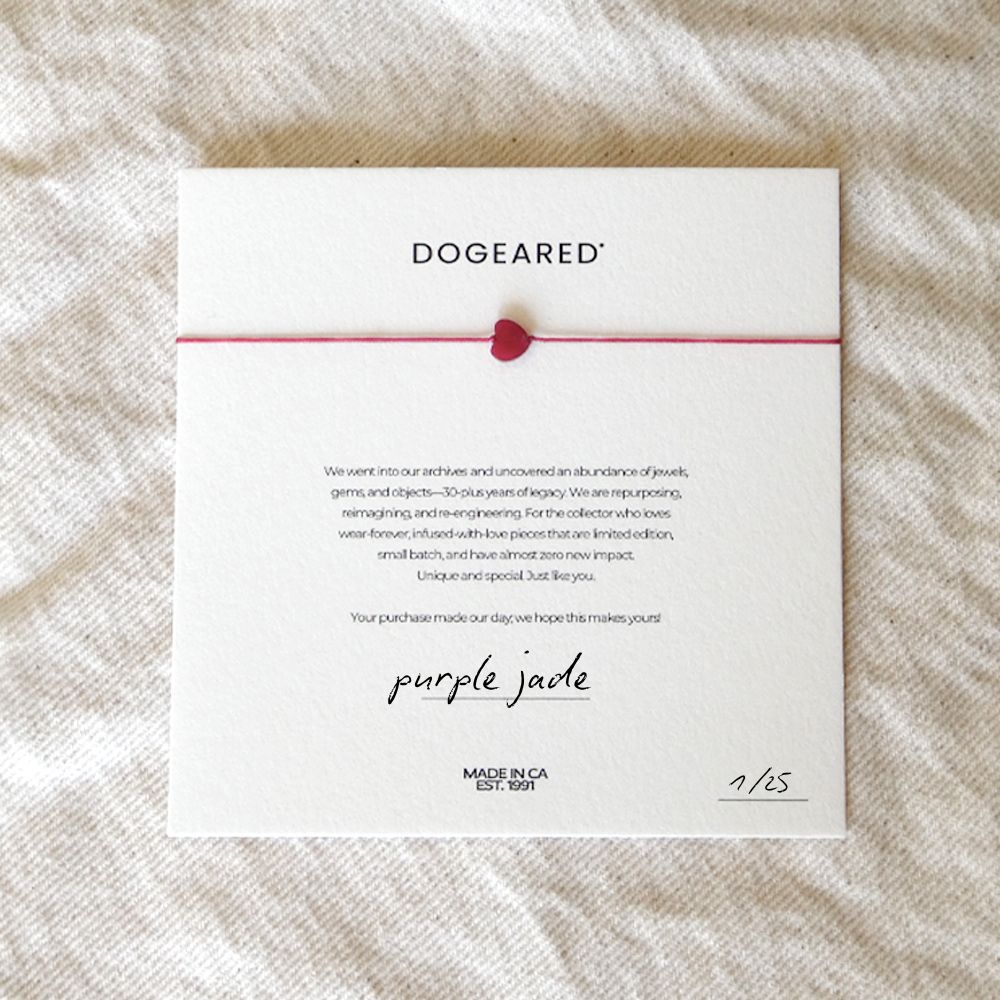 DOGEARED®
We went into our archives and uncovered an abundance of jewels,
gems, and objects—30-plus years of legacy. We are repurposing,
reimagining, and re-engineering. For the collector who loves
wear-forever, infused-with-love pieces that are limited edition,
small batch, and have almost zero new impact.
Unique and special. Just like you.
Your purchase made our day; we hope this makes yours!
purple jade
MADE IN CA
EST. 1991
1/25